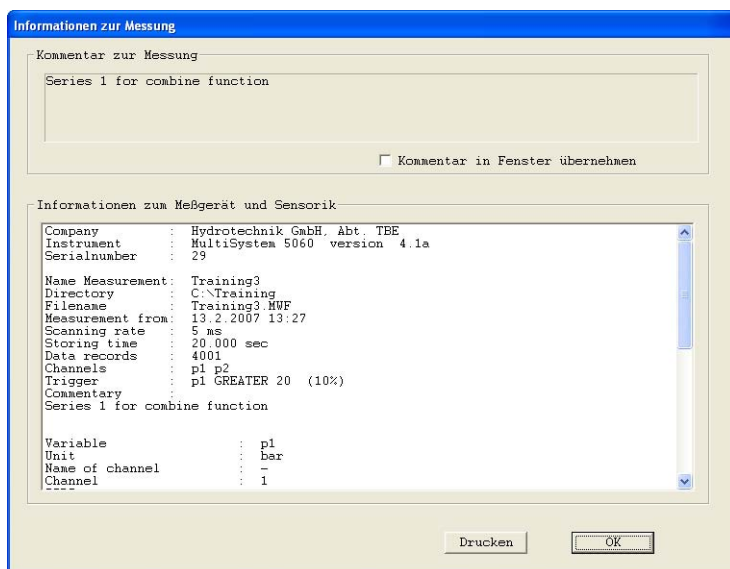 Informationen zur Messung
Kommentar zur Messung
Series 1 for combine function
Kommentar in Fenster übernehmen
Informationen zum Meßgerät und Sensorik
Company : Hydrotechnik GmbH, Abt. TBE
Instrument : MultiSystem 5060 version 4.1a
Serialnumber : 29
Name Measurement: Training3
Directory : C:\Training
Filename : Training3.MWF
Measurement from: 13.2.2007 13:27
Scanning rate : 5 ms
Storing time : 20.000 sec
Data records : 4001
Channels : p1 p2
Trigger : p1 GREATER 20 (10%)
Commentary :
Series 1 for combine function
Variable : p1
Unit : bar
Name of channel : -
Channel : 1
Drucken
OK